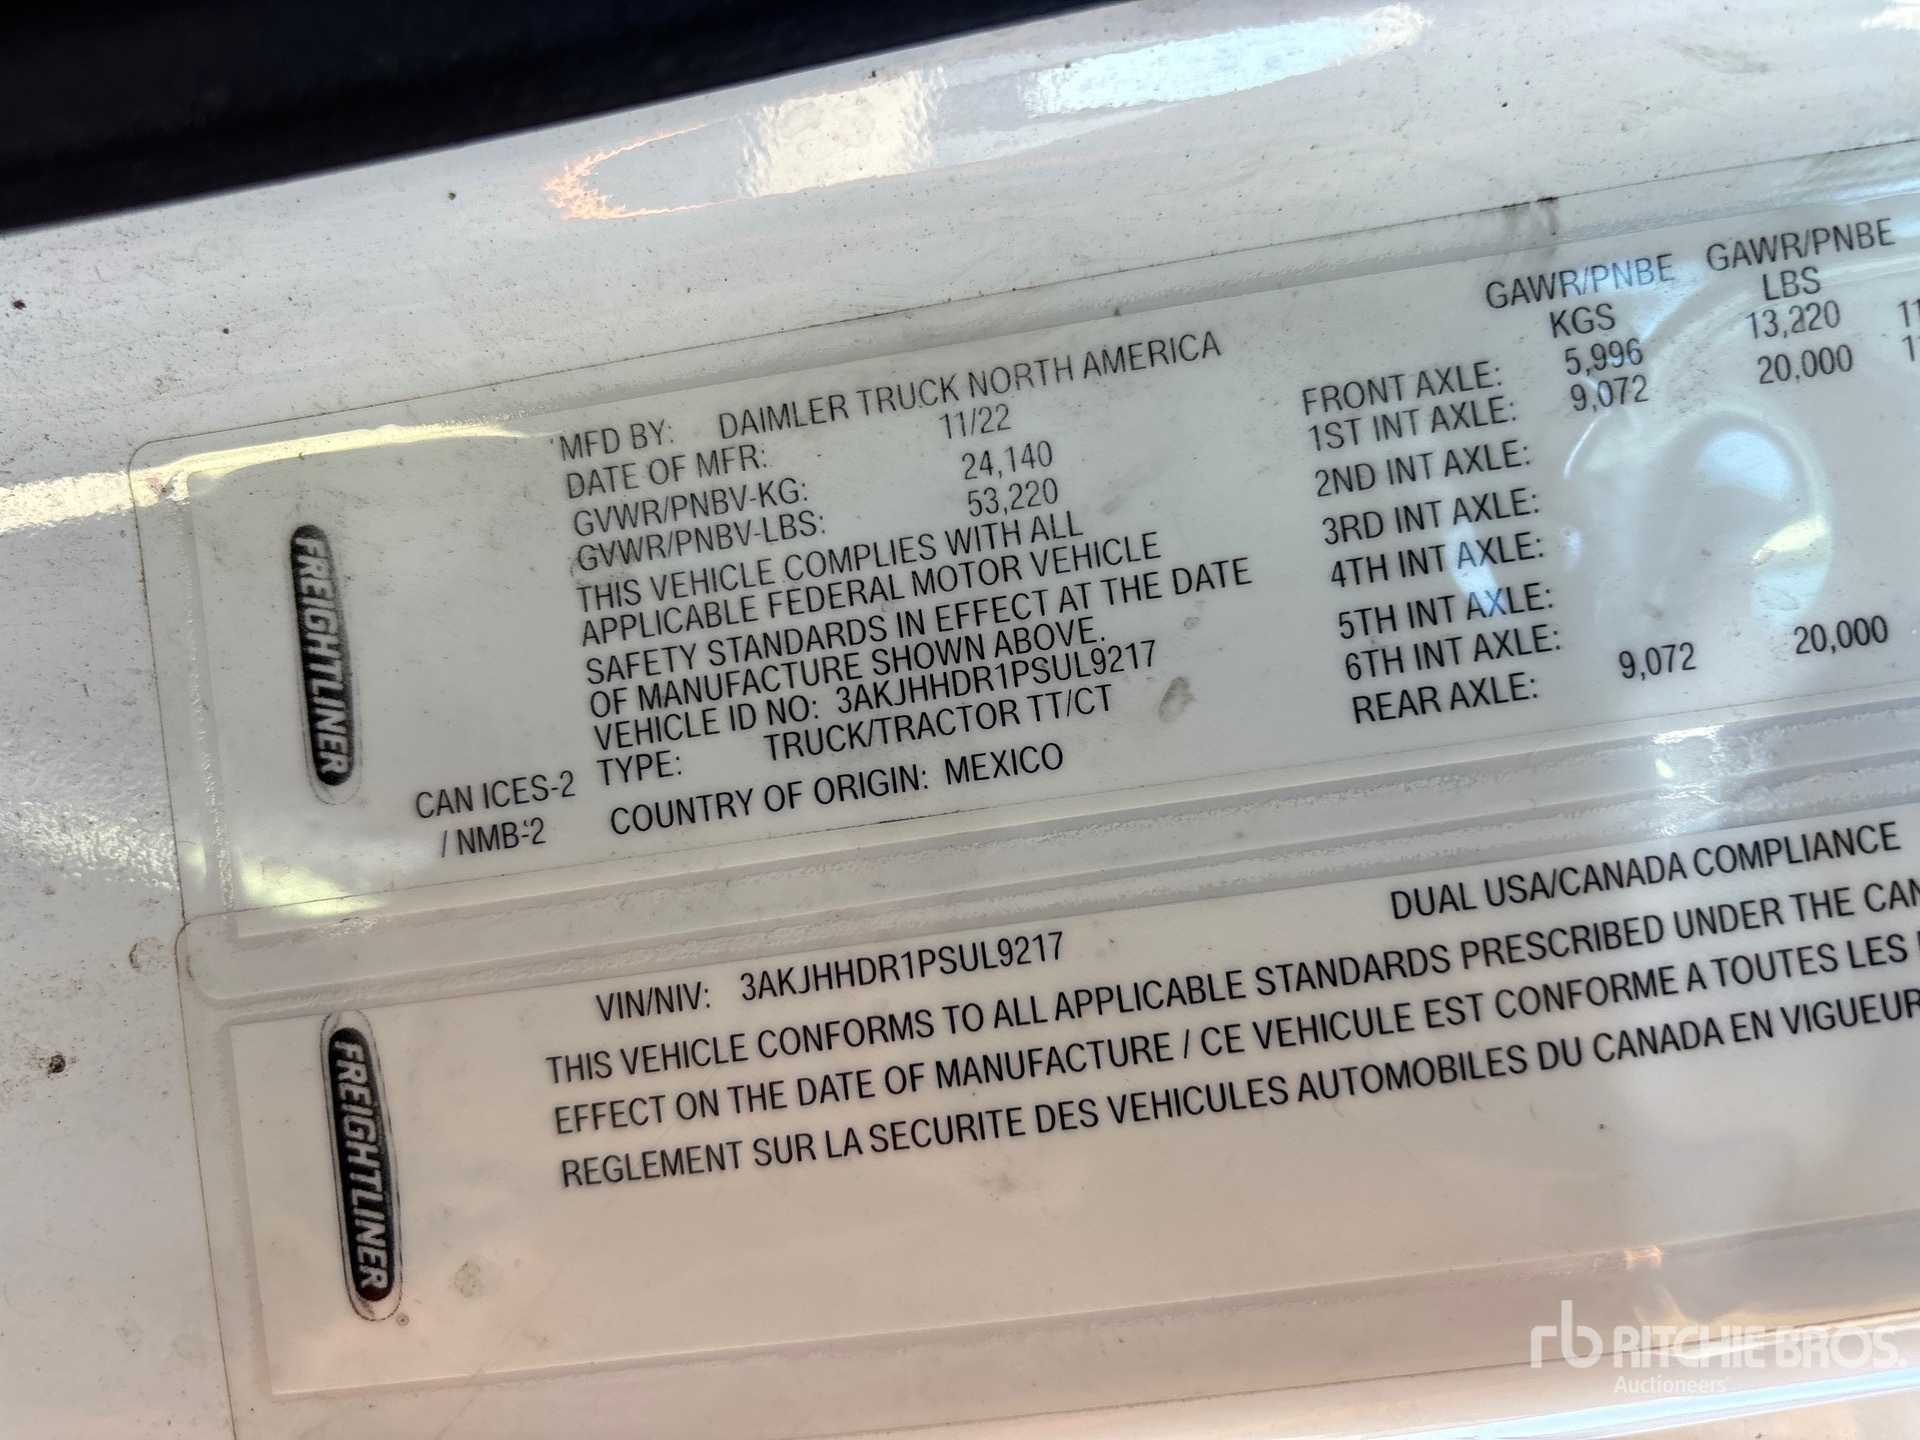 FREIGHTLINER
CAN ICES-2
/ NMB-2
MFD BY: DAIMLER TRUCK NORTH AMERICA
DATE OF MFR: 11/22
GVWR/PNBV-KG: 24,140
GVWR/PNBV-LBS: 53,220
THIS VEHICLE COMPLIES WITH ALL
APPLICABLE FEDERAL MOTOR VEHICLE
SAFETY STANDARDS IN EFFECT AT THE DATE
OF MANUFACTURE SHOWN ABOVE.
VEHICLE ID NO: 3AKJHHDR1PSUL9217
TYPE: TRUCK/TRACTOR TT/CT
COUNTRY OF ORIGIN: MEXICO
GAWR/PNBE GAWR/PNBE
KGS LBS
FRONT AXLE: 5,996 13,220
1ST INT AXLE: 9,072 20,000
2ND INT AXLE:
3RD INT AXLE:
4TH INT AXLE:
5TH INT AXLE:
6TH INT AXLE:
REAR AXLE: 9,072 20,000
FREIGHTLINER
VIN/NIV: 3AKJHHDR1PSUL9217 DUAL USA/CANADA COMPLIANCE
THIS VEHICLE CONFORMS TO ALL APPLICABLE STANDARDS PRESCRIBED UNDER THE CAN
EFFECT ON THE DATE OF MANUFACTURE / CE VEHICULE EST CONFORME A TOUTES LES
REGLEMENT SUR LA SECURITE DES VEHICULES AUTOMOBILES DU CANADA EN VIGUEUR
rb RITCHIE BROS.
Auctioneers